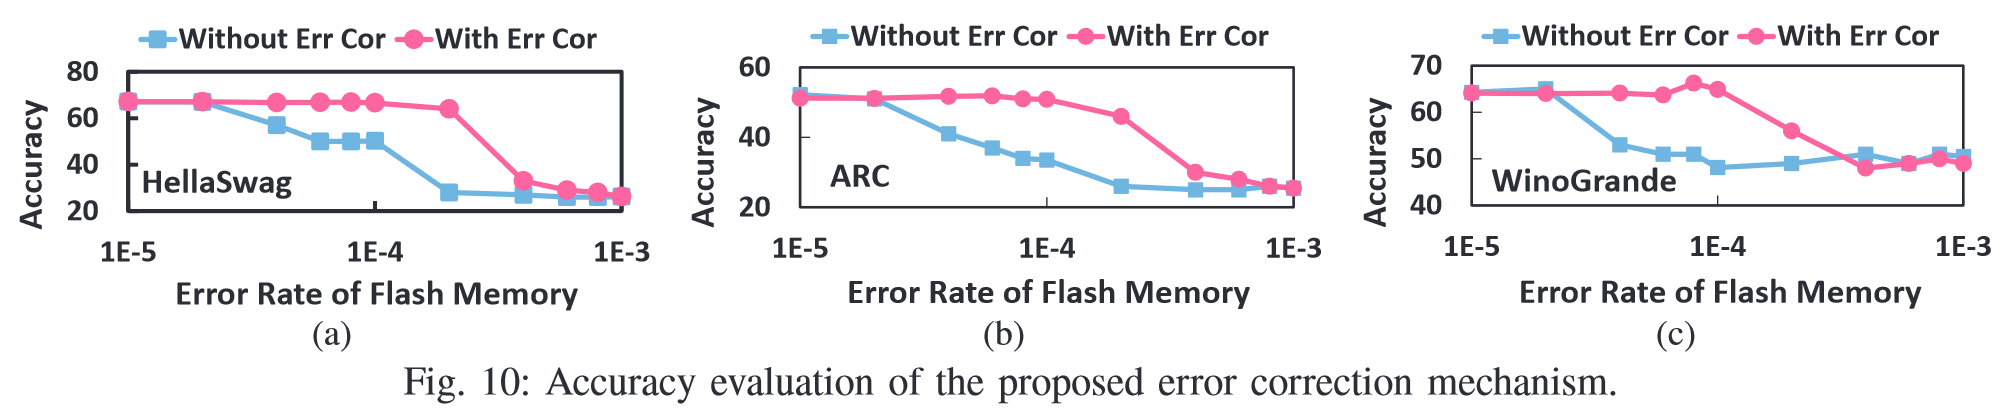 Without Err Cor With Err Cor
Accuracy
80
60
40
20
HellaSwag
1E-5 1E-4 1E-3
Error Rate of Flash Memory
(a)
Without Err Cor With Err Cor
Accuracy
60
40
20
ARC
1E-5 1E-4 1E-3
Error Rate of Flash Memory
(b)
Without Err Cor With Err Cor
Accuracy
70
60
50
40
WinoGrande
1E-5 1E-4 1E-3
Error Rate of Flash Memory
(c)
Fig. 10: Accuracy evaluation of the proposed error correction mechanism.